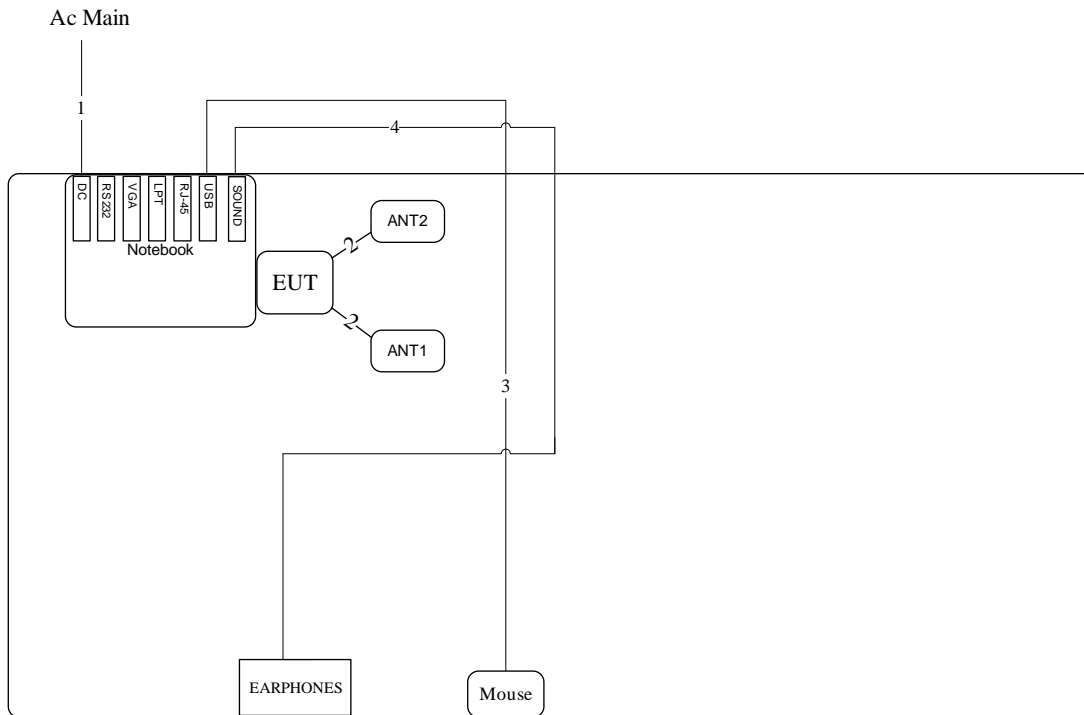 Ac Main
1
4
3
DC
RS232
VGA
LPT
RJ-45
USB
SOUND
Notebook
EUT
2
ANT2
2
ANT1
EARPHONES
Mouse